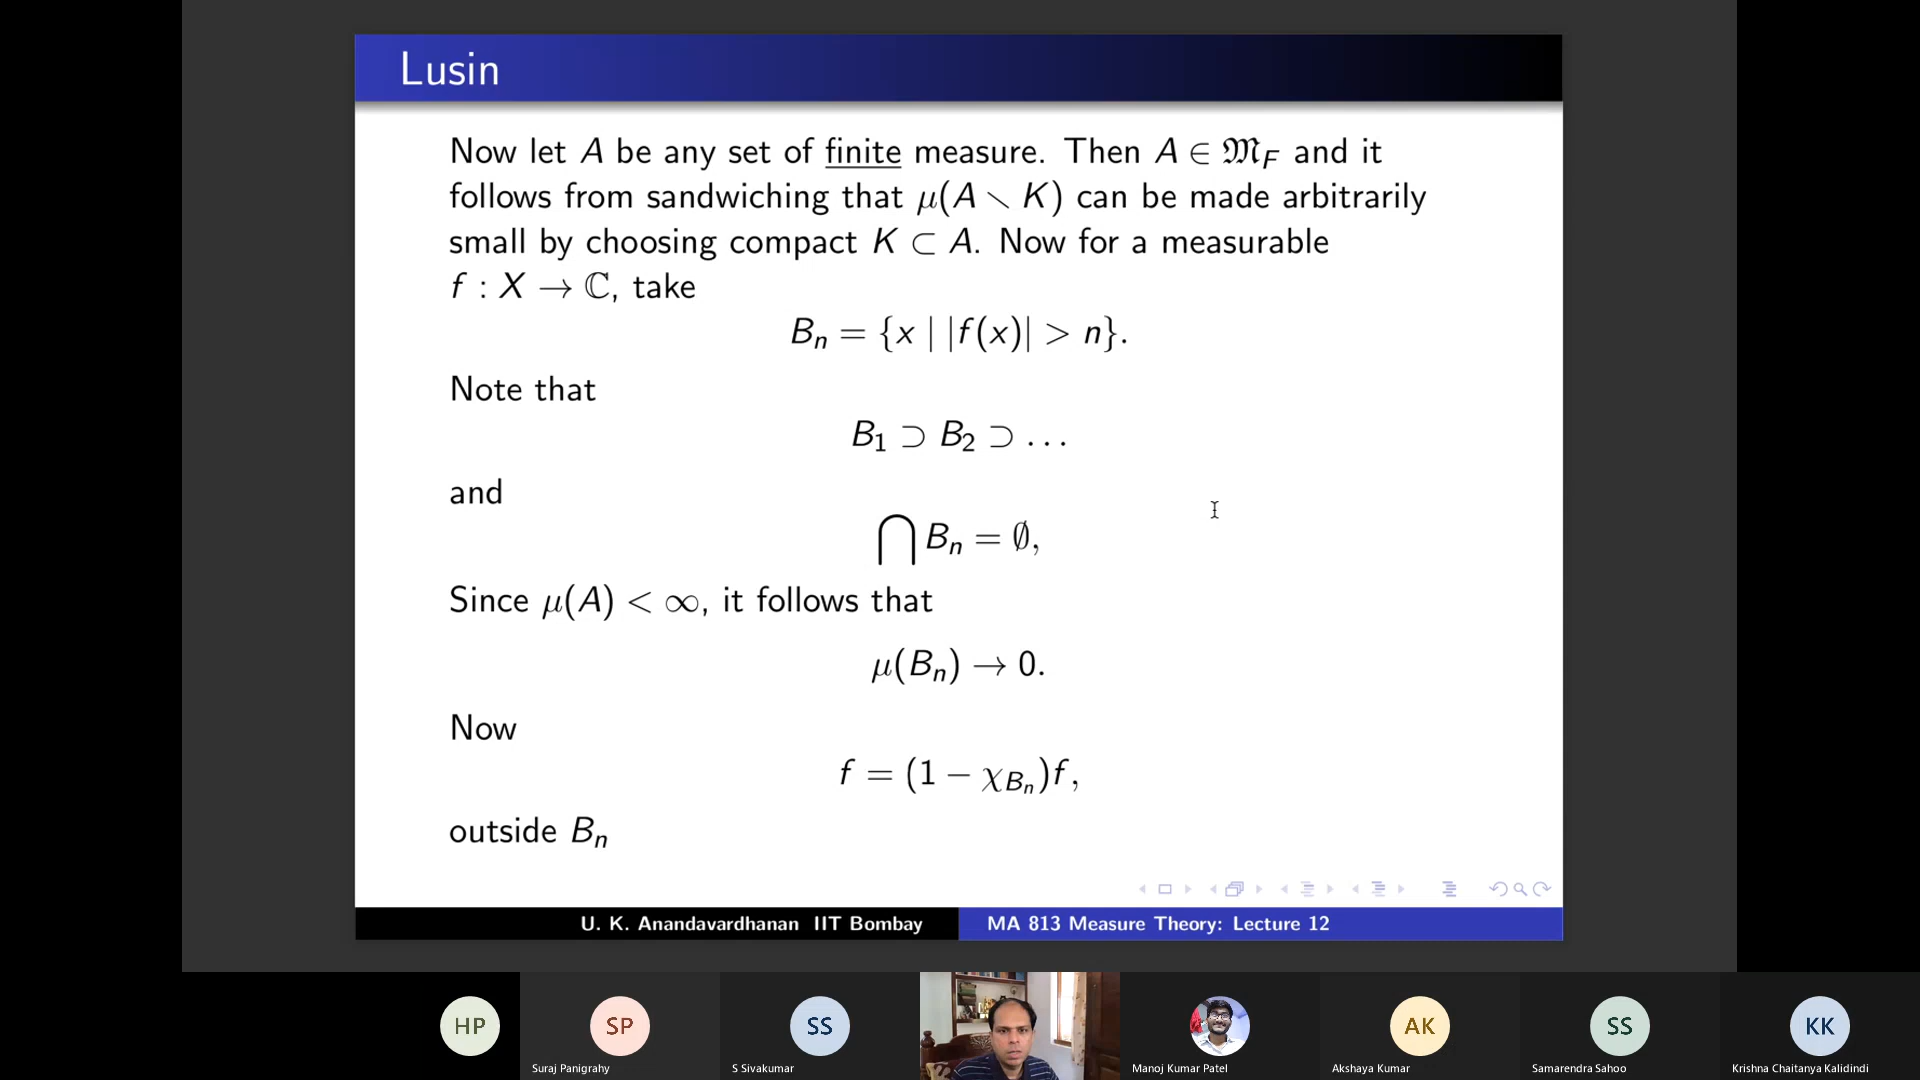 Lusin
Now let A be any set of finite measure. Then A ∈ 𝔐_F and it
follows from sandwiching that μ(A ∖ K) can be made arbitrarily
small by choosing compact K ⊂ A. Now for a measurable
f : X → ℂ, take
B_n = {x | |f(x)| > n}.
Note that
B_1 ⊃ B_2 ⊃ ...
and
⋂ B_n = ∅,
Since μ(A) < ∞, it follows that
μ(B_n) → 0.
Now
f = (1 − χ_{B_n})f,
outside B_n
U. K. Anandavardhanan IIT Bombay
MA 813 Measure Theory: Lecture 12
HP
SP
SS
AK
SS
KK
Suraj Panigrahy
S Sivakumar
Manoj Kumar Patel
Akshaya Kumar
Samarendra Sahoo
Krishna Chaitanya Kalidindi